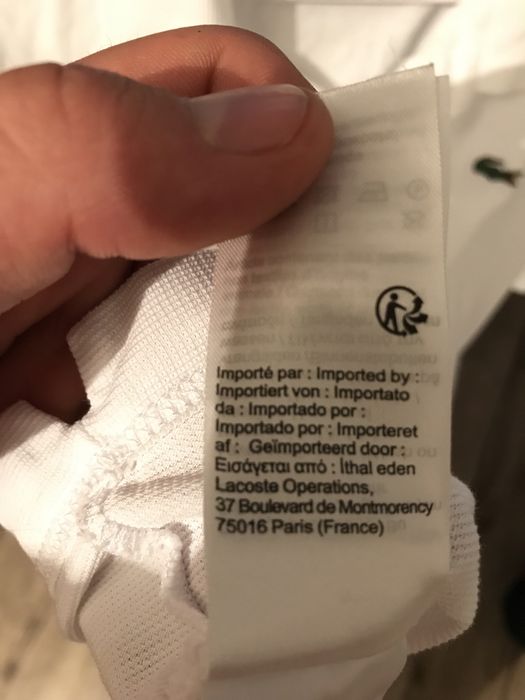 Importé par : Imported by :
Importiert von : Importato
da : Importado por :
Importado por : Importeret
af : Geïmporteerd door :
Εισάγεται από : İthal eden
Lacoste Operations,
37 Boulevard de Montmorency
75016 Paris (France)